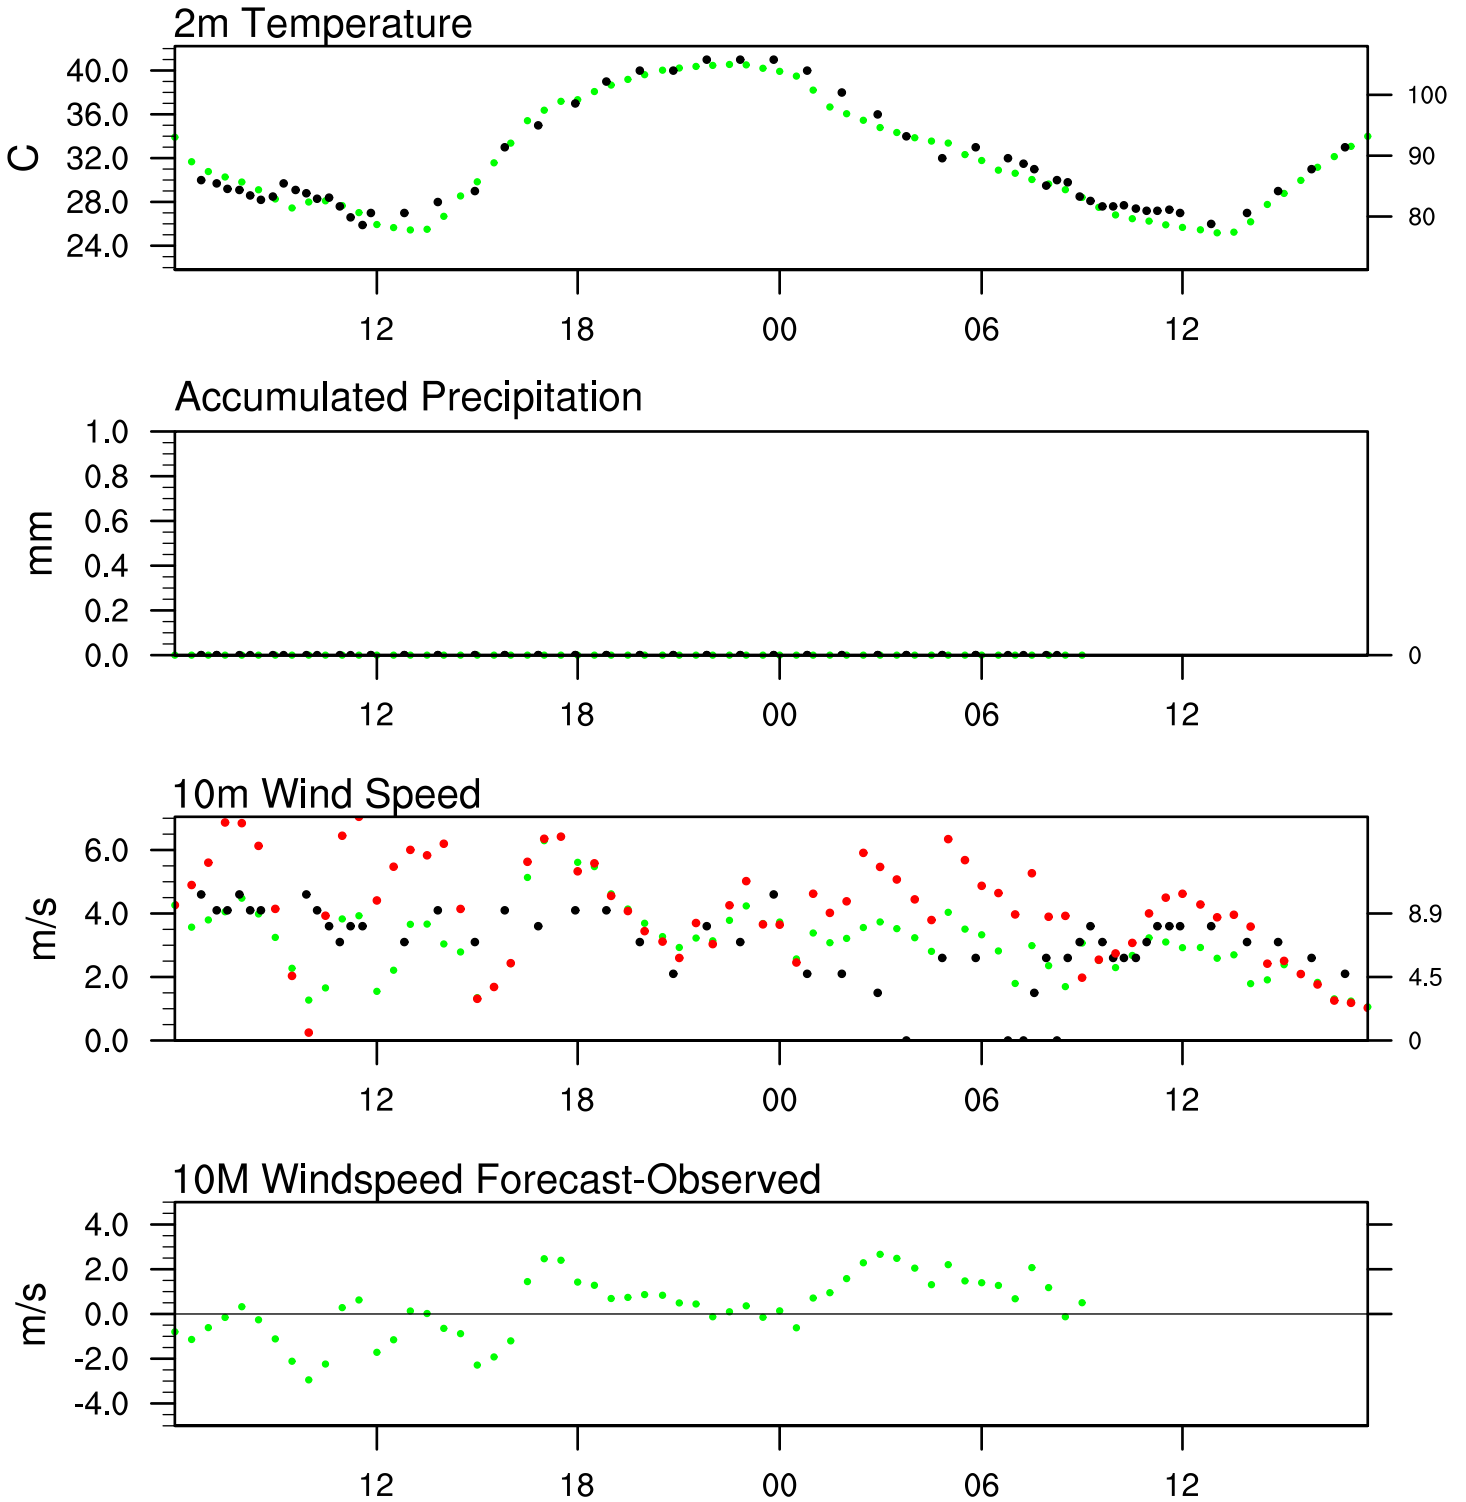 2m Temperature
40.0
36.0
32.0
28.0
24.0
C
100
90
80
12 18 00 06 12
Accumulated Precipitation
1.0
0.8
0.6
0.4
0.2
0.0
mm
0
12 18 00 06 12
10m Wind Speed
6.0
4.0
2.0
0.0
m/s
8.9
4.5
0
12 18 00 06 12
10M Windspeed Forecast-Observed
4.0
2.0
0.0
-2.0
-4.0
m/s
12 18 00 06 12